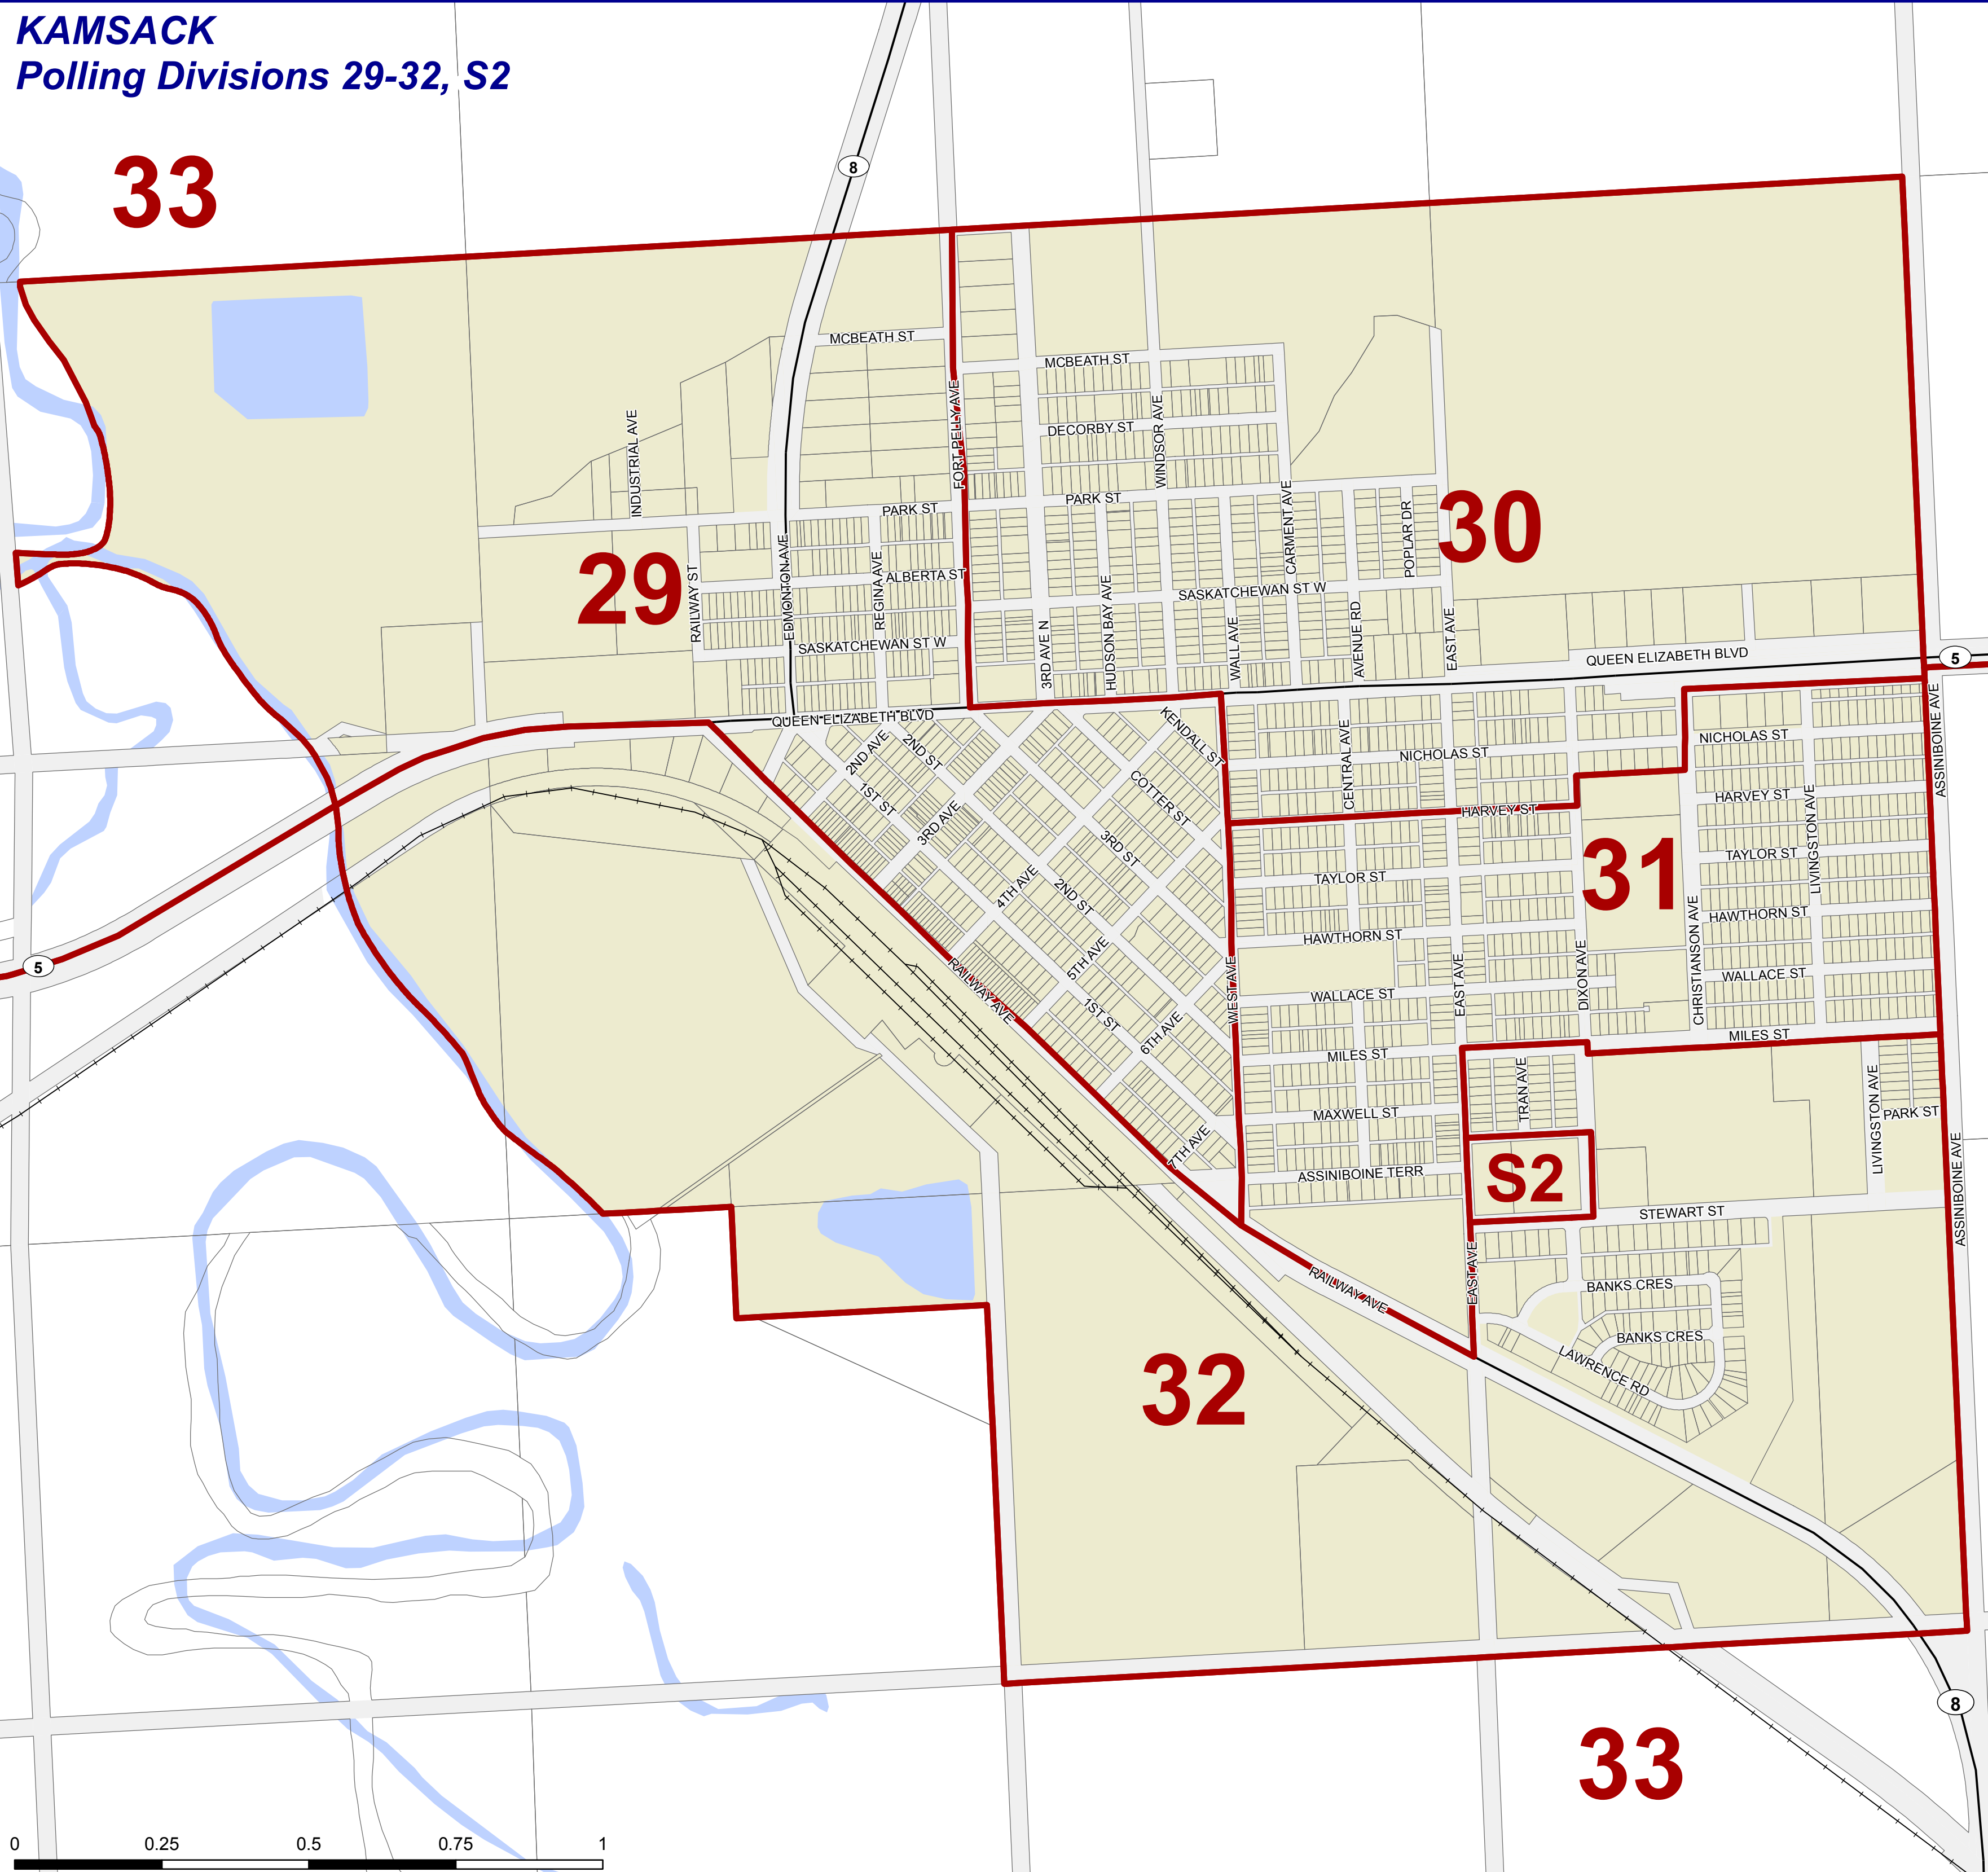 KAMSACK
Polling Divisions 29-32, S2
33
8
MCBEATH ST
MCBEATH ST
INDUSTRIAL AVE
FORT PELLY AVE
DECORBY ST
WINDSOR AVE
PARK ST
PARK ST
CARMENT AVE
POPLAR DR
30
29
RAILWAY ST
EDMONTON AVE
REGINA AVE
ALBERTA ST
HUDSON BAY AVE
SASKATCHEWAN ST W
SASKATCHEWAN ST W
3RD AVE N
WALL AVE
AVENUE RD
EAST AVE
QUEEN ELIZABETH BLVD
5
QUEEN ELIZABETH BLVD
2ND AVE
2ND ST
KENDALL ST
CENTRAL AVE
NICHOLAS ST
NICHOLAS ST
ASSINIBOINE AVE
1ST ST
3RD AVE
COTTER ST
HARVEY ST
HARVEY ST
LIVINGSTON AVE
3RD ST
4TH AVE
2ND ST
TAYLOR ST
31
TAYLOR ST
HAWTHORN ST
HAWTHORN ST
CHRISTIANSON AVE
5
RAILWAY AVE
5TH AVE
WEST AVE
EAST AVE
DIXON AVE
WALLACE ST
WALLACE ST
1ST ST
6TH AVE
MILES ST
MILES ST
TRAN AVE
LIVINGSTON AVE
MAXWELL ST
PARK ST
7TH AVE
ASSINIBOINE TERR
S2
ASSINIBOINE AVE
STEWART ST
EAST AVE
RAILWAY AVE
BANKS CRES
BANKS CRES
LAWRENCE RD
32
8
33
0 0.25 0.5 0.75 1